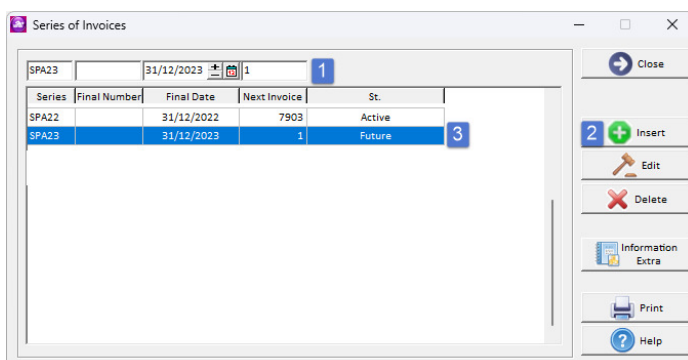 Series of Invoices
SPA23 31/12/2023 1 1
Series Final Number Final Date Next Invoice St.
SPA22 31/12/2022 7903 Active
SPA23 31/12/2023 1 Future 3
Close
2 Insert
Edit
Delete
Information
Extra
Print
Help